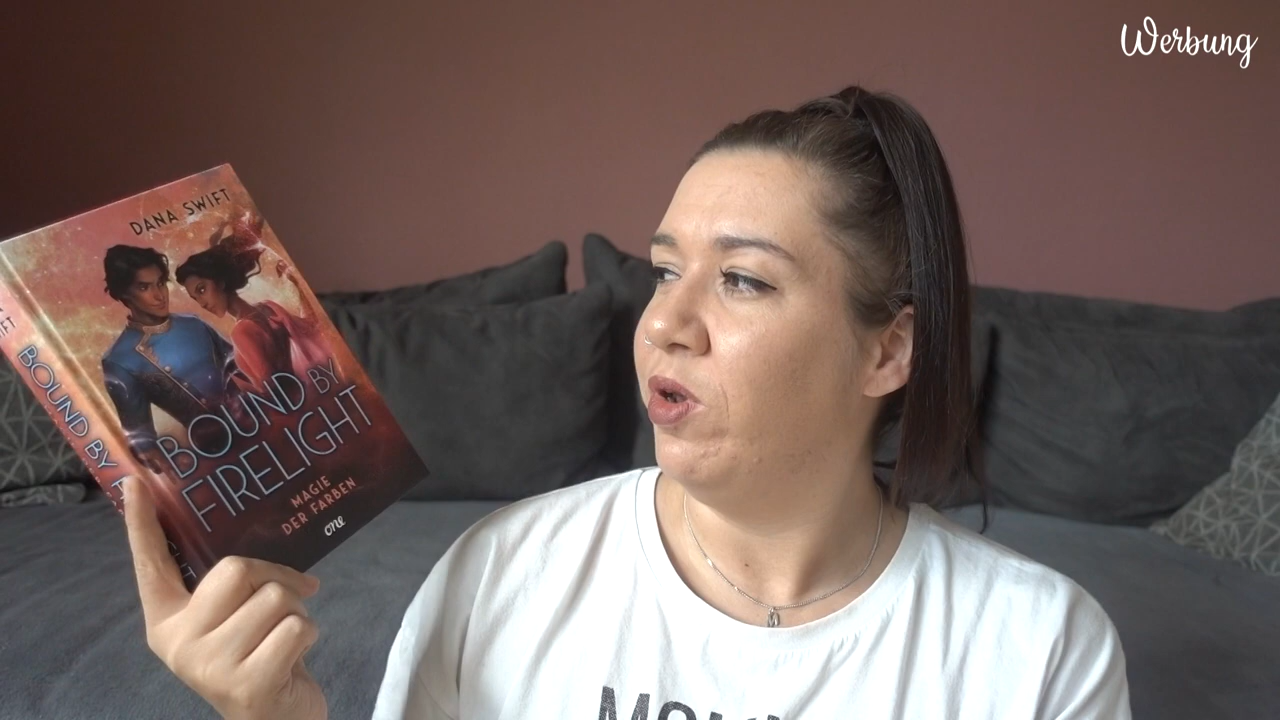 Werbung
DANA SWIFT
BOUND BY
FIRELIGHT
MAGIE
DER FARBEN
one
BOUND BY